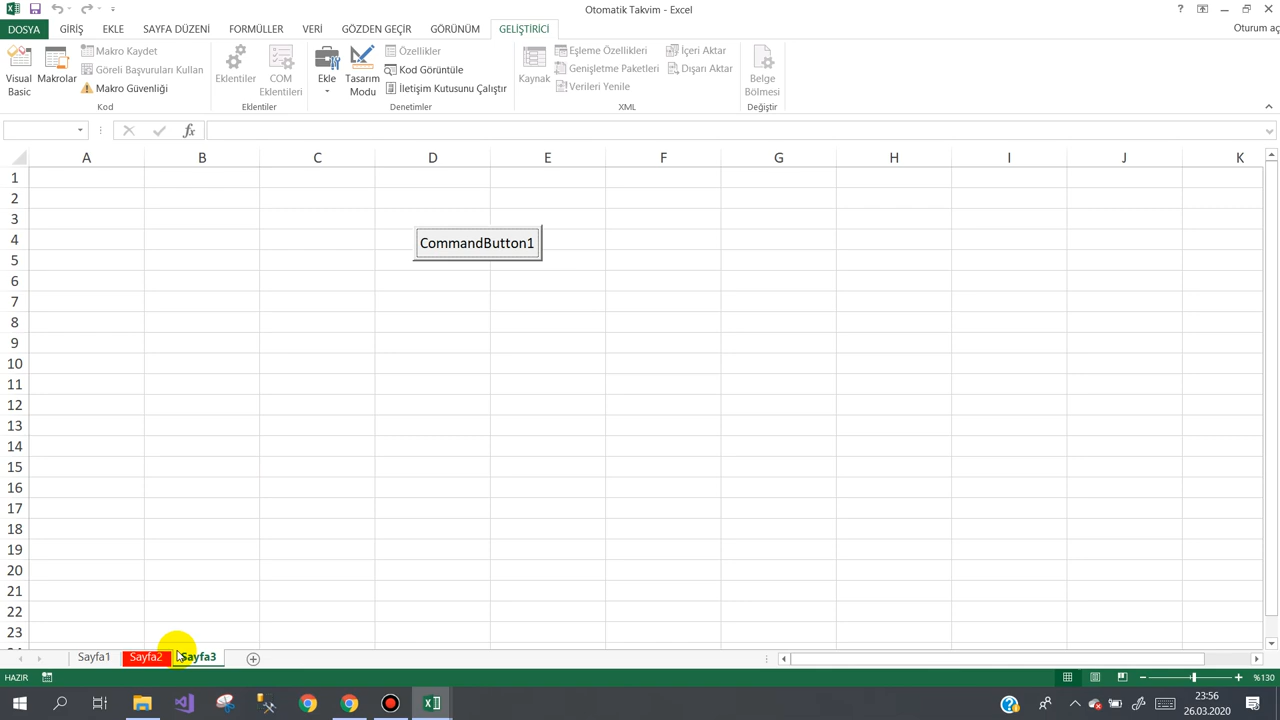 Otomatik Takvim - Excel
?
DOSYA GİRİŞ EKLE SAYFA DÜZENİ FORMÜLLER VERİ GÖZDEN GEÇİR GÖRÜNÜM GELİŞTİRİCİ Oturum aç
Visual Basic
Makrolar
Makro Kaydet
Göreli Başvuruları Kullan
Makro Güvenliği
Kod
Eklentiler
COM Eklentileri
Eklentiler
Ekle
Tasarım Modu
Özellikler
Kod Görüntüle
İletişim Kutusunu Çalıştır
Denetimler
Kaynak
Eşleme Özellikleri
Genişletme Paketleri
Verileri Yenile
İçeri Aktar
Dışarı Aktar
XML
Belge Bölmesi
Değiştir
fx
A B C D E F G H I J K
1
2
3
4
CommandButton1
5
6
7
8
9
10
11
12
13
14
15
16
17
18
19
20
21
22
23
Sayfa1 Sayfa2 Sayfa3
HAZIR
%130
23:56
26.03.2020